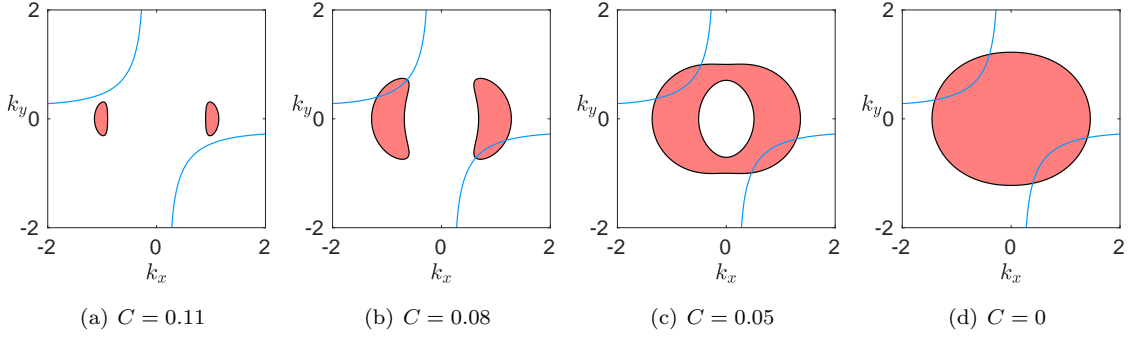 2
k_y 0
-2
-2 0 2
k_x
(a) C = 0.11
2
k_y 0
-2
-2 0 2
k_x
(b) C = 0.08
2
k_y 0
-2
-2 0 2
k_x
(c) C = 0.05
2
k_y 0
-2
-2 0 2
k_x
(d) C = 0